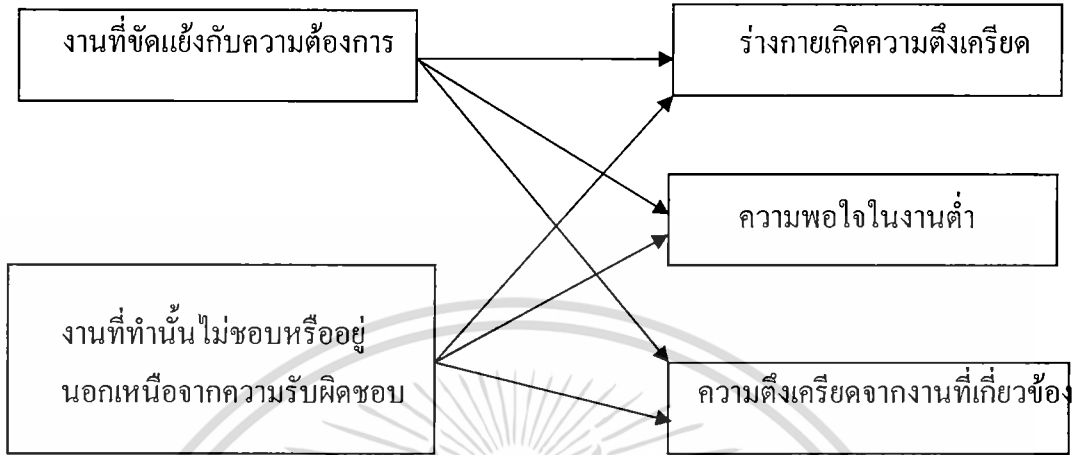 งานที่ขัดแย้งกับความต้องการ
ร่างกายเกิดความตึงเครียด
ความพอใจในงานต่ำ
งานที่ทำนั้นไม่ชอบหรืออยู่
นอกเหนือจากความรับผิดชอบ
ความตึงเครียดจากงานที่เกี่ยวข้อง